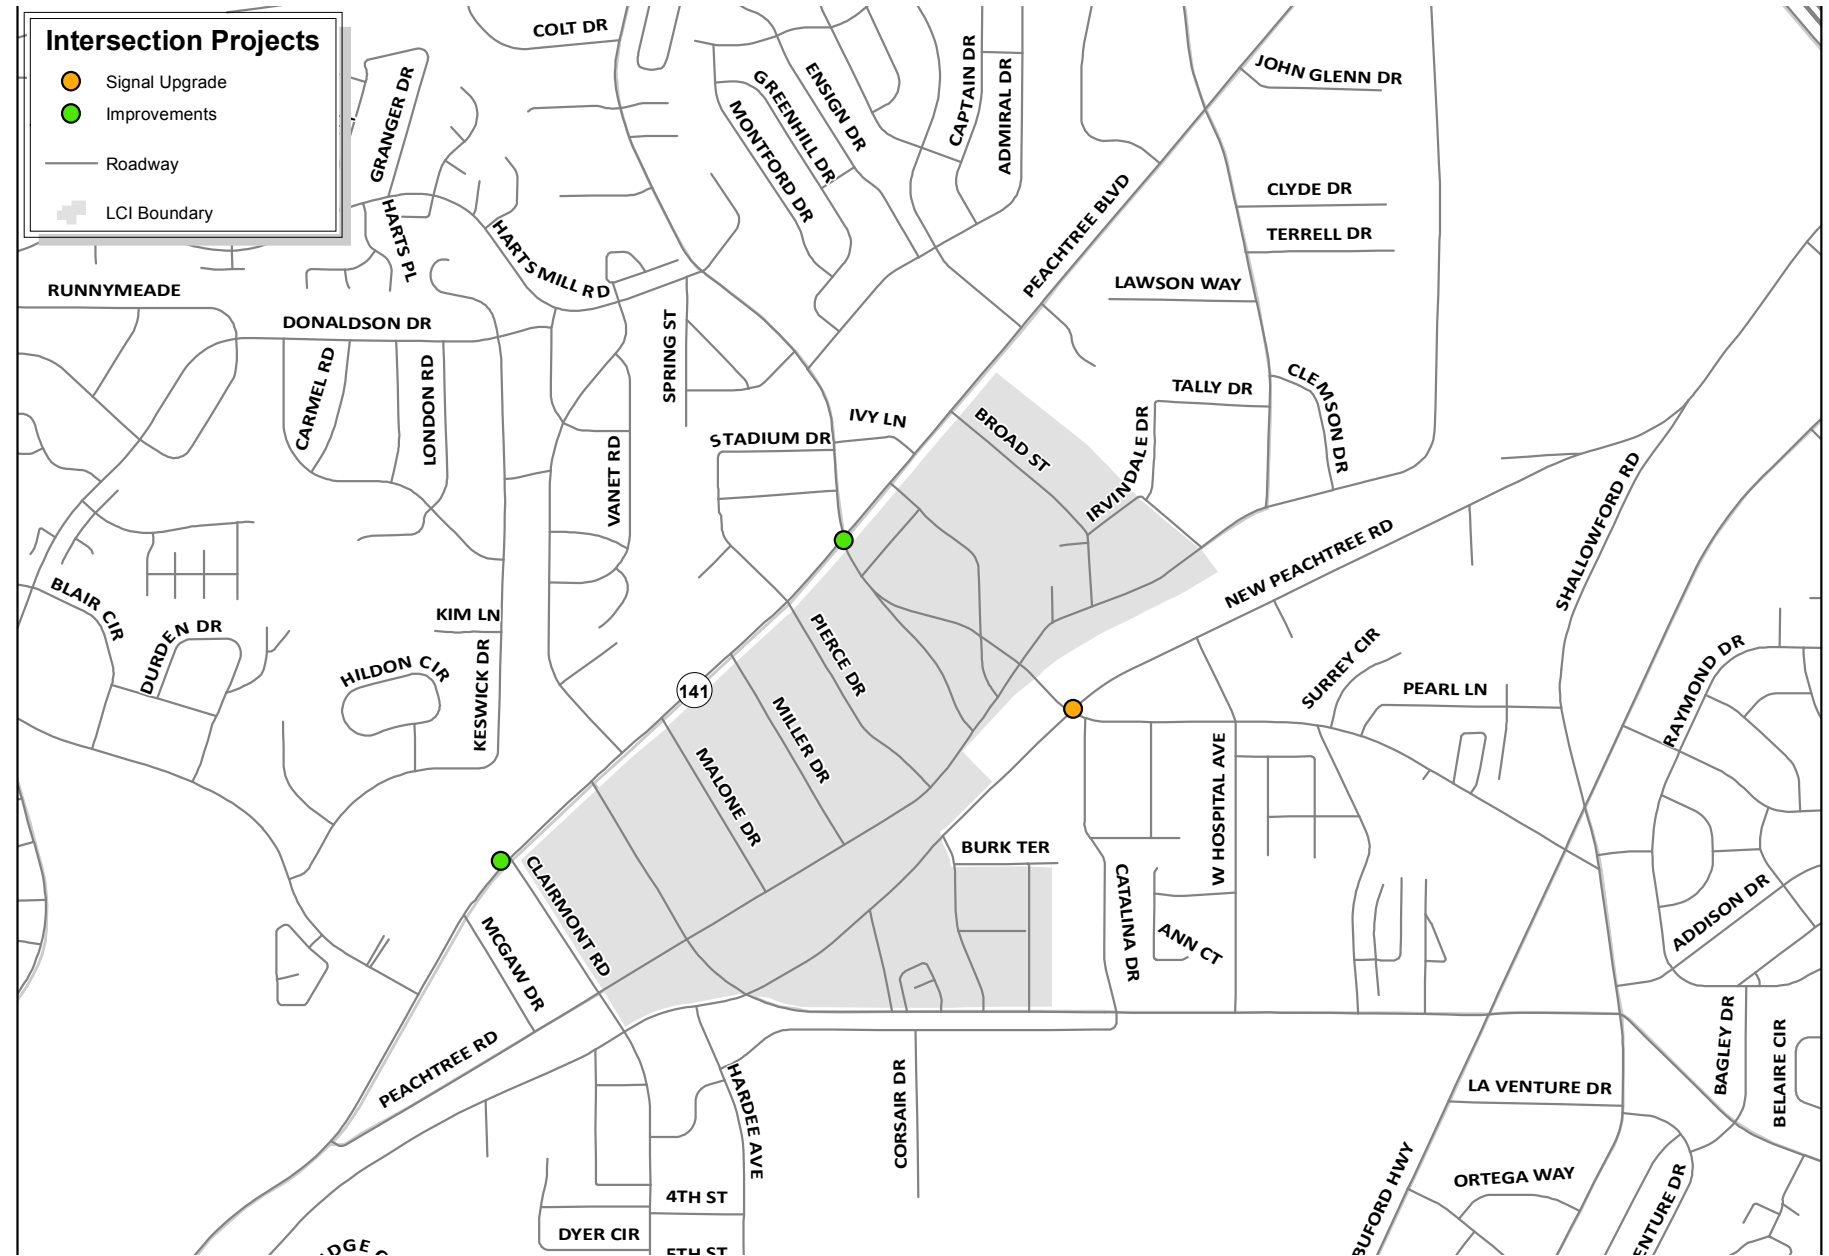 Intersection Projects
Signal Upgrade
Improvements
Roadway
LCI Boundary
COLT DR
GRANGER DR
HARTS PL
HARTS MILL RD
GREENHILL DR
ENSIGN DR
MONTFORD DR
CAPTAIN DR
ADMIRAL DR
JOHN GLENN DR
PEACHTREE BLVD
CLYDE DR
TERRELL DR
LAWSON WAY
RUNNYMEADE
DONALDSON DR
CARMEL RD
LONDON RD
SPRING ST
VANET RD
STADIUM DR
IVY LN
BROAD ST
IRVINDALE DR
TALLY DR
CLEMSON DR
NEW PEACHTREE RD
SHALLOWFORD RD
BLAIR CIR
DURDEN DR
HILDON CIR
KIM LN
KESWICK DR
141
PIERCE DR
MILLER DR
MALONE DR
SURREY CIR
PEARL LN
RAYMOND DR
W HOSPITAL AVE
BURK TER
CATALINA DR
ANN CT
ADDISON DR
CLAIRMONT RD
MCGAW DR
PEACHTREE RD
HARDEE AVE
CORSAIR DR
BAGLEY DR
BELAIRE CIR
LA VENTURE DR
ORTEGA WAY
BUFORD HWY
ENTURE DR
4TH ST
DYER CIR
5TH ST